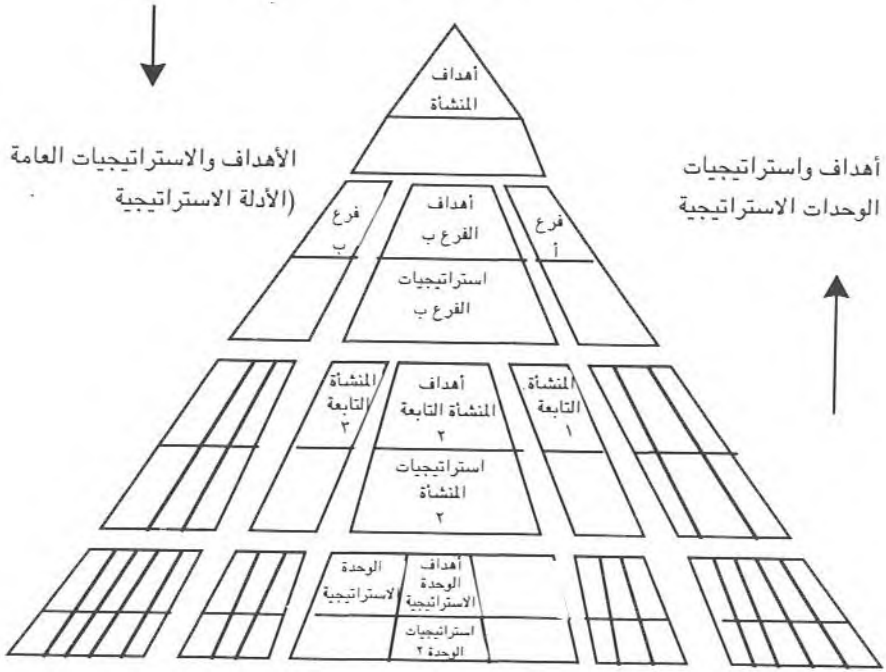 أهداف
المنشأة
أهداف واستراتيجيات
الوحدات الاستراتيجية
الأهداف والاستراتيجيات العامة
(الأدلة الاستراتيجية
فرع
أ
أهداف
الفرع ب
استراتيجيات
الفرع ب
فرع
ب
المنشأة
التابعة
١
أهداف
المنشأة التابعة
٢
استراتيجيات
المنشأة
٢
المنشأة
التابعة
٣
أهداف
الوحدة
الاستراتيجية
استراتيجيات
الوحدة ٢
الوحدة
الاستراتيجية